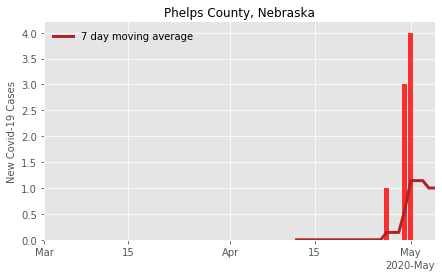 Phelps County, Nebraska
7 day moving average
New Covid-19 Cases
4.0
3.5
3.0
2.5
2.0
1.5
1.0
0.5
0.0
Mar 15 Apr 15 May
2020-May